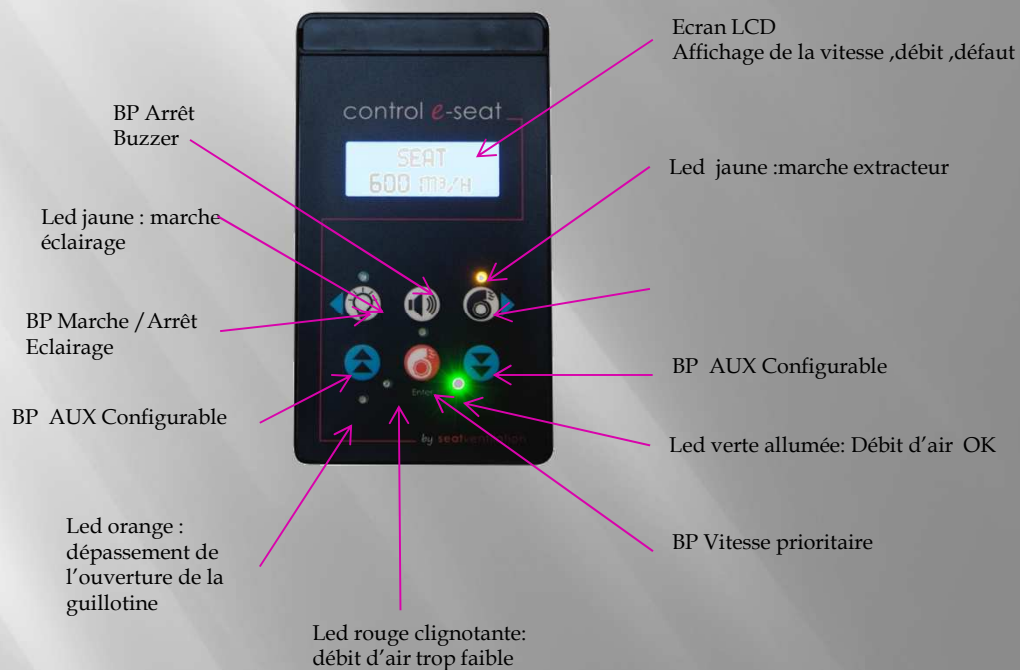 Ecran LCD
Affichage de la vitesse ,débit ,défaut
BP Arrêt
Buzzer
control e-seat
SEAT
600 M³/H
Led jaune :marche extracteur
Led jaune : marche
éclairage
BP Marche / Arrêt
Eclairage
BP AUX Configurable
BP AUX Configurable
Enter
by seatventilation
Led verte allumée: Débit d’air OK
Led orange :
dépassement de
l’ouverture de la
guillotine
BP Vitesse prioritaire
Led rouge clignotante:
débit d’air trop faible